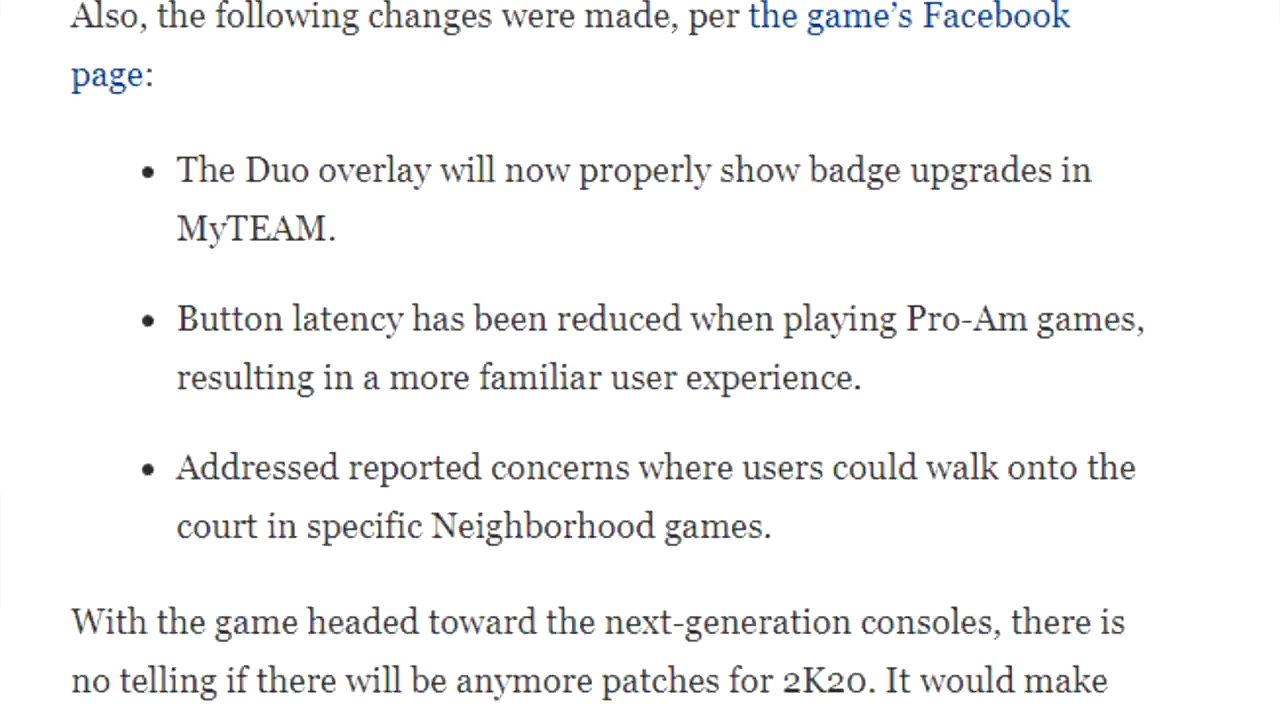 Also, the following changes were made, per the game’s Facebook
page:
• The Duo overlay will now properly show badge upgrades in
MyTEAM.
• Button latency has been reduced when playing Pro-Am games,
resulting in a more familiar user experience.
• Addressed reported concerns where users could walk onto the
court in specific Neighborhood games.
With the game headed toward the next-generation consoles, there is
no telling if there will be anymore patches for 2K20. It would make